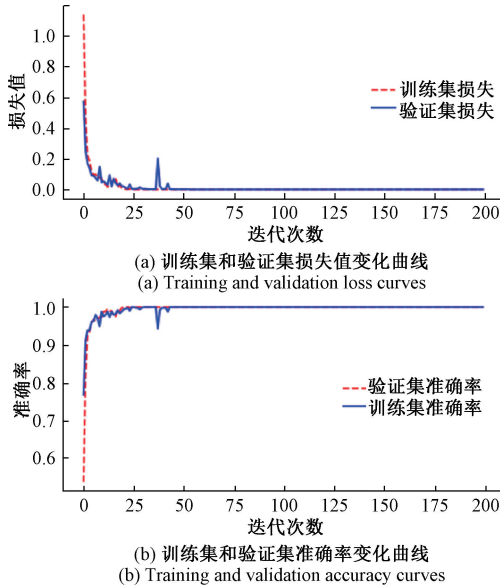 1.0
0.8
0.6
0.4
0.2
0.0
损失值
训练集损失
验证集损失
0 25 50 75 100 125 150 175 200
迭代次数
(a) 训练集和验证集损失值变化曲线
(a) Training and validation loss curves
1.0
0.9
0.8
0.7
0.6
准确率
验证集准确率
训练集准确率
0 25 50 75 100 125 150 175 200
迭代次数
(b) 训练集和验证集准确率变化曲线
(b) Training and validation accuracy curves